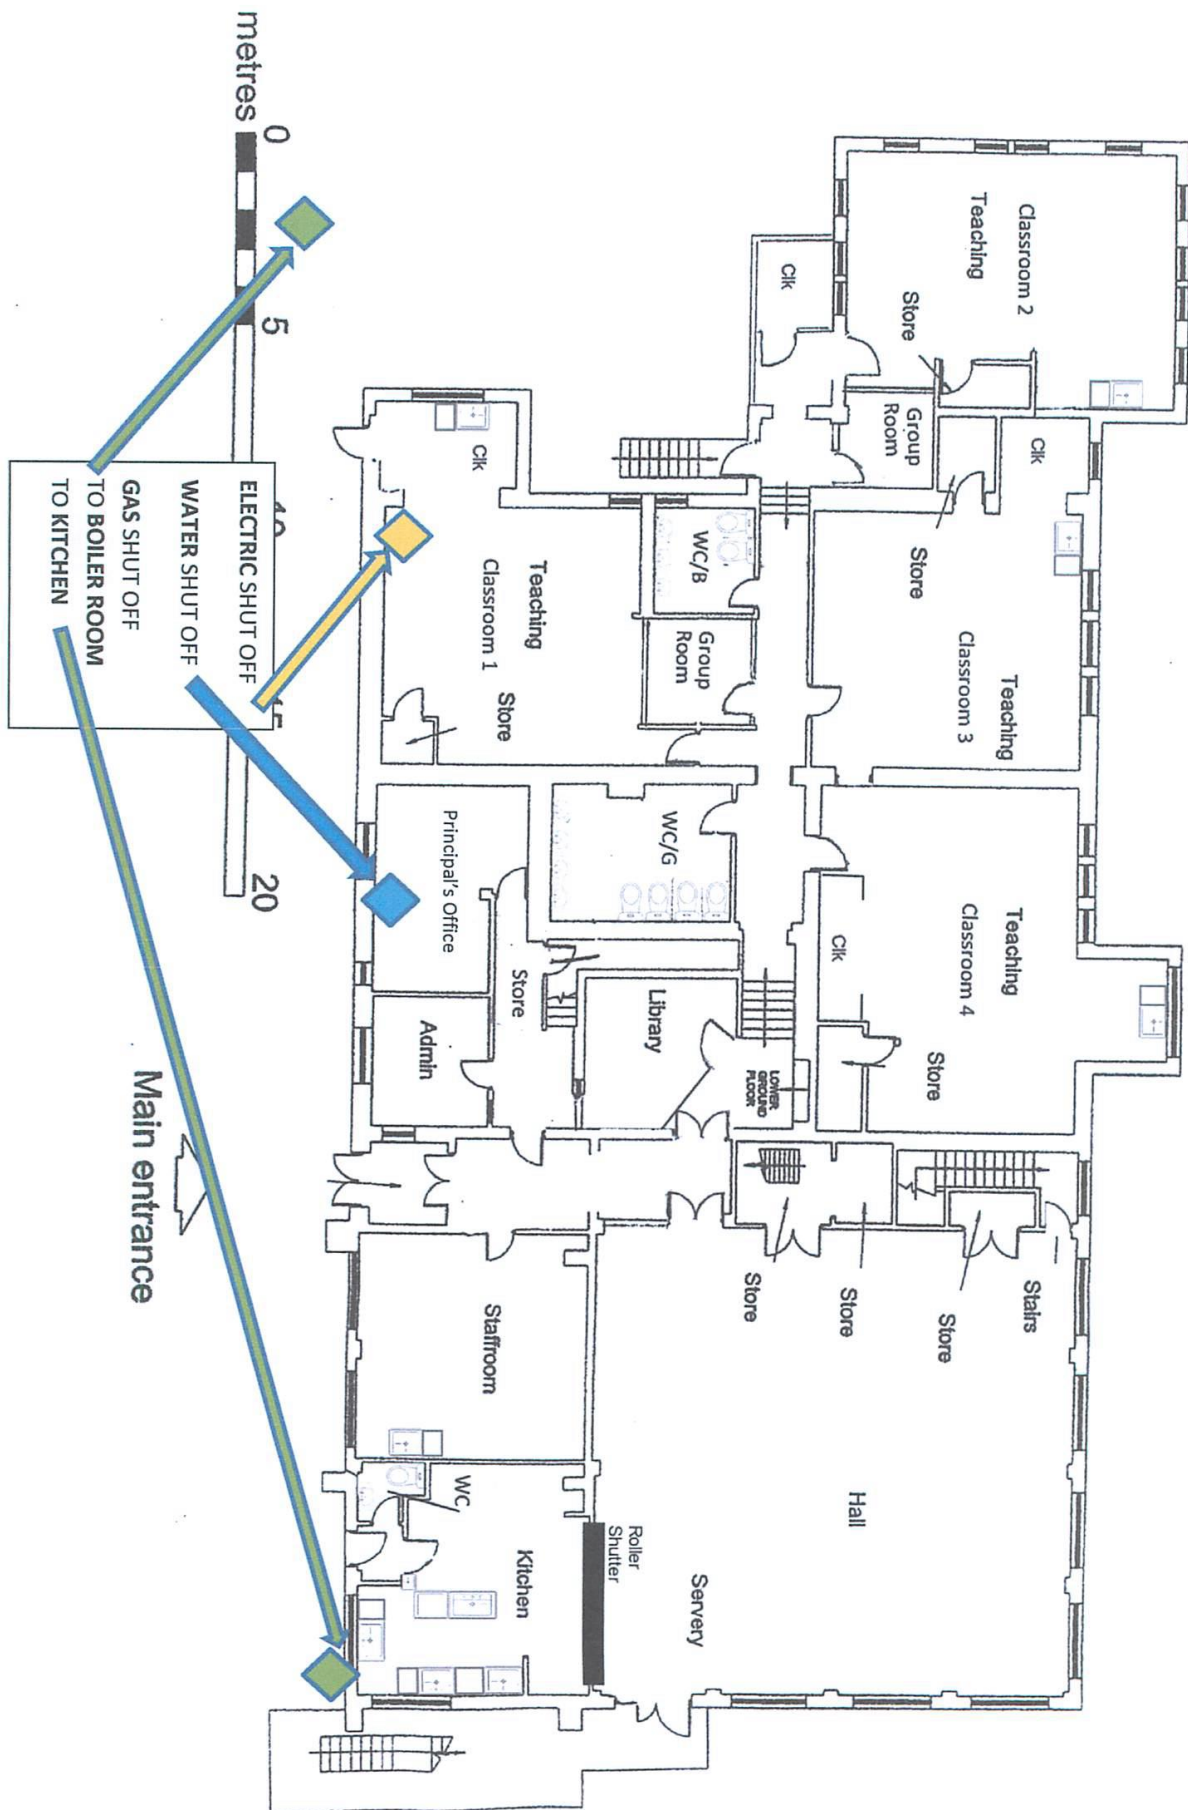 Classroom 2
Teaching
Store
Clk
Group
Room
Clk
Store
Teaching
Classroom 3
Teaching
Classroom 4
Clk
Store
Stairs
Store
Store
Store
Hall
Servery
Roller
Shutter
WC/B
Group
Room
Clk
Teaching
Classroom 1
Store
WC/G
Principal's Office
Store
Library
LOWER
GROUND
FLOOR
Admin
Staffroom
WC
Kitchen
Main entrance
metres
0
5
20
ELECTRIC SHUT OFF
WATER SHUT OFF
GAS SHUT OFF
TO BOILER ROOM
TO KITCHEN